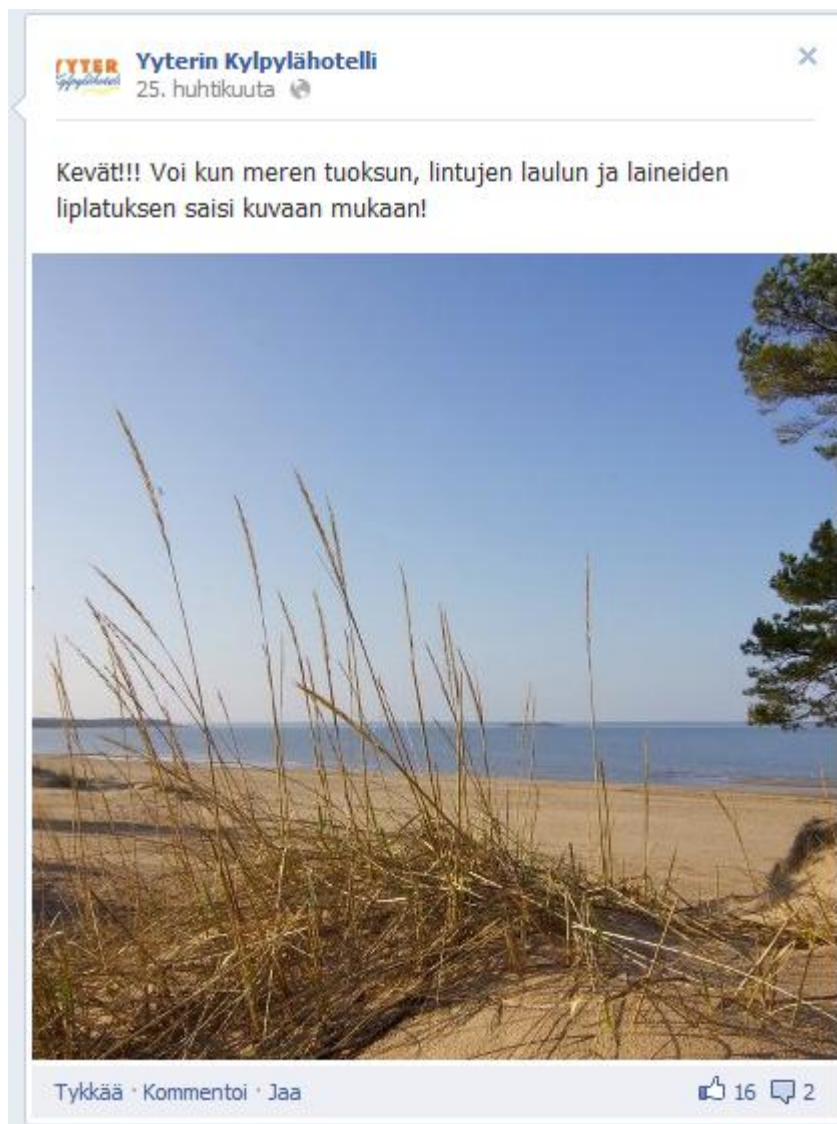 Yyterin Kylpylähotelli
25. huhtikuuta
Kevät!!! Voi kun meren tuoksun, lintujen laulun ja laineiden
liplatuksen saisi kuvaan mukaan!
Tykkää · Kommentoi · Jaa
16 2